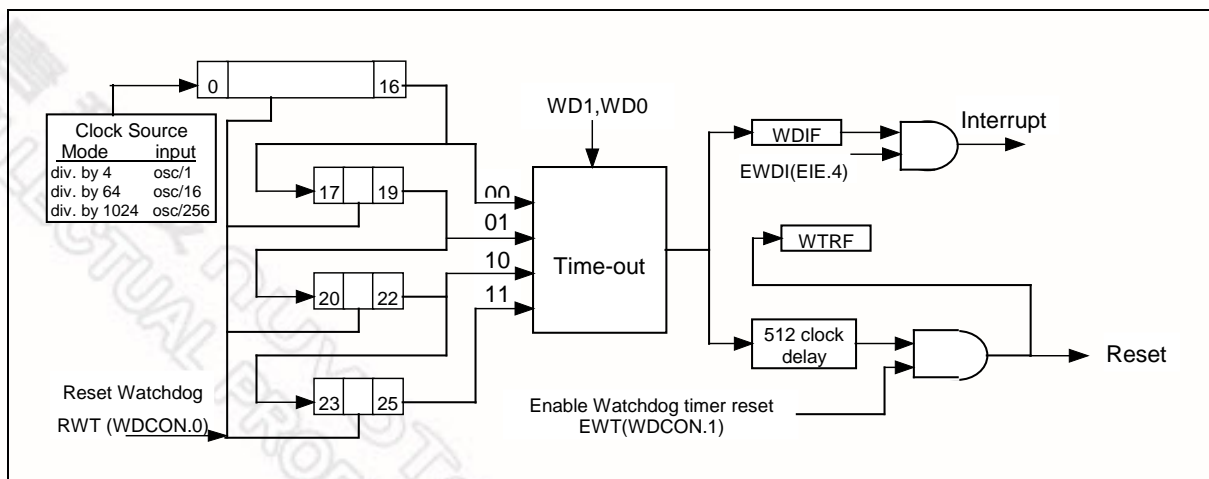 0 16
Clock Source
Mode input
div. by 4 osc/1
div. by 64 osc/16
div. by 1024 osc/256
17 19
20 22
23 25
Reset Watchdog
RWT (WDCON.0)
WD1,WD0
00
01
10
11
Time-out
WDIF
EWDI(EIE.4)
Interrupt
WTRF
512 clock
delay
Reset
Enable Watchdog timer reset
EWT(WDCON.1)